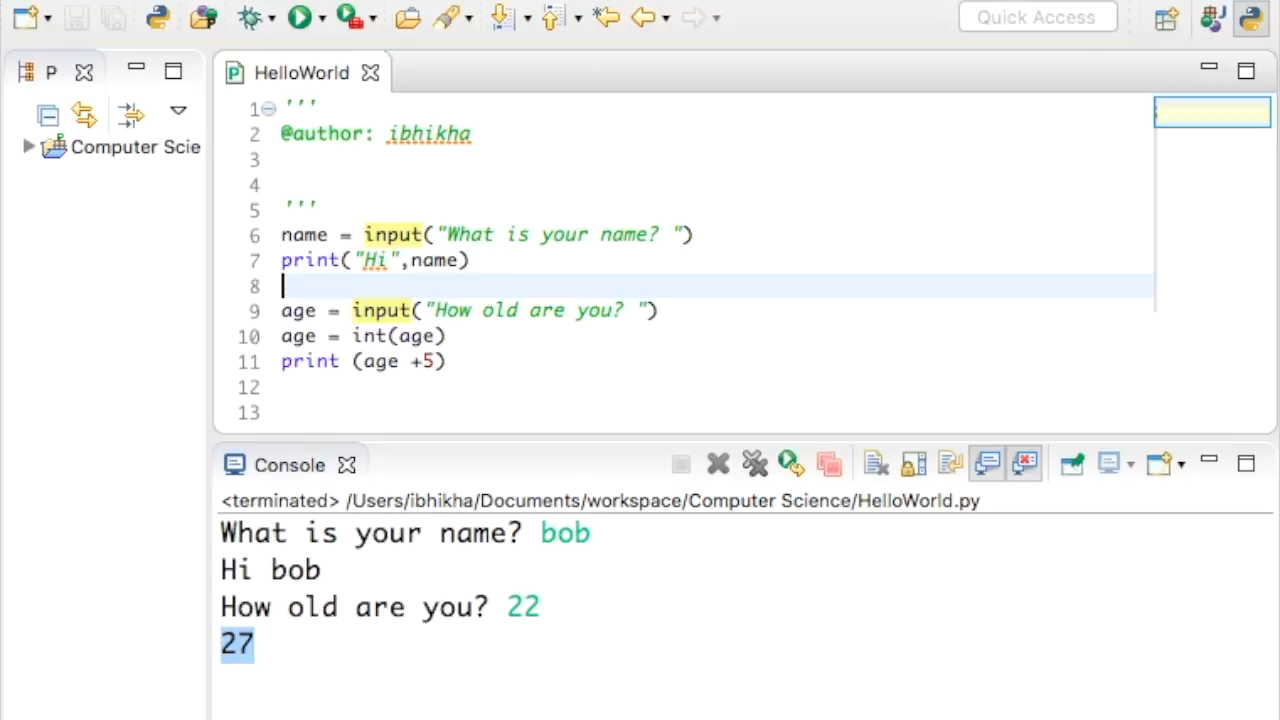 Quick Access
P
HelloWorld
Computer Scie
1 '''
2 @author: ibhikha
3
4
5 '''
6 name = input("What is your name? ")
7 print("Hi",name)
8
9 age = input("How old are you? ")
10 age = int(age)
11 print (age +5)
12
13
Console
<terminated> /Users/ibhikha/Documents/workspace/Computer Science/HelloWorld.py
What is your name? bob
Hi bob
How old are you? 22
27